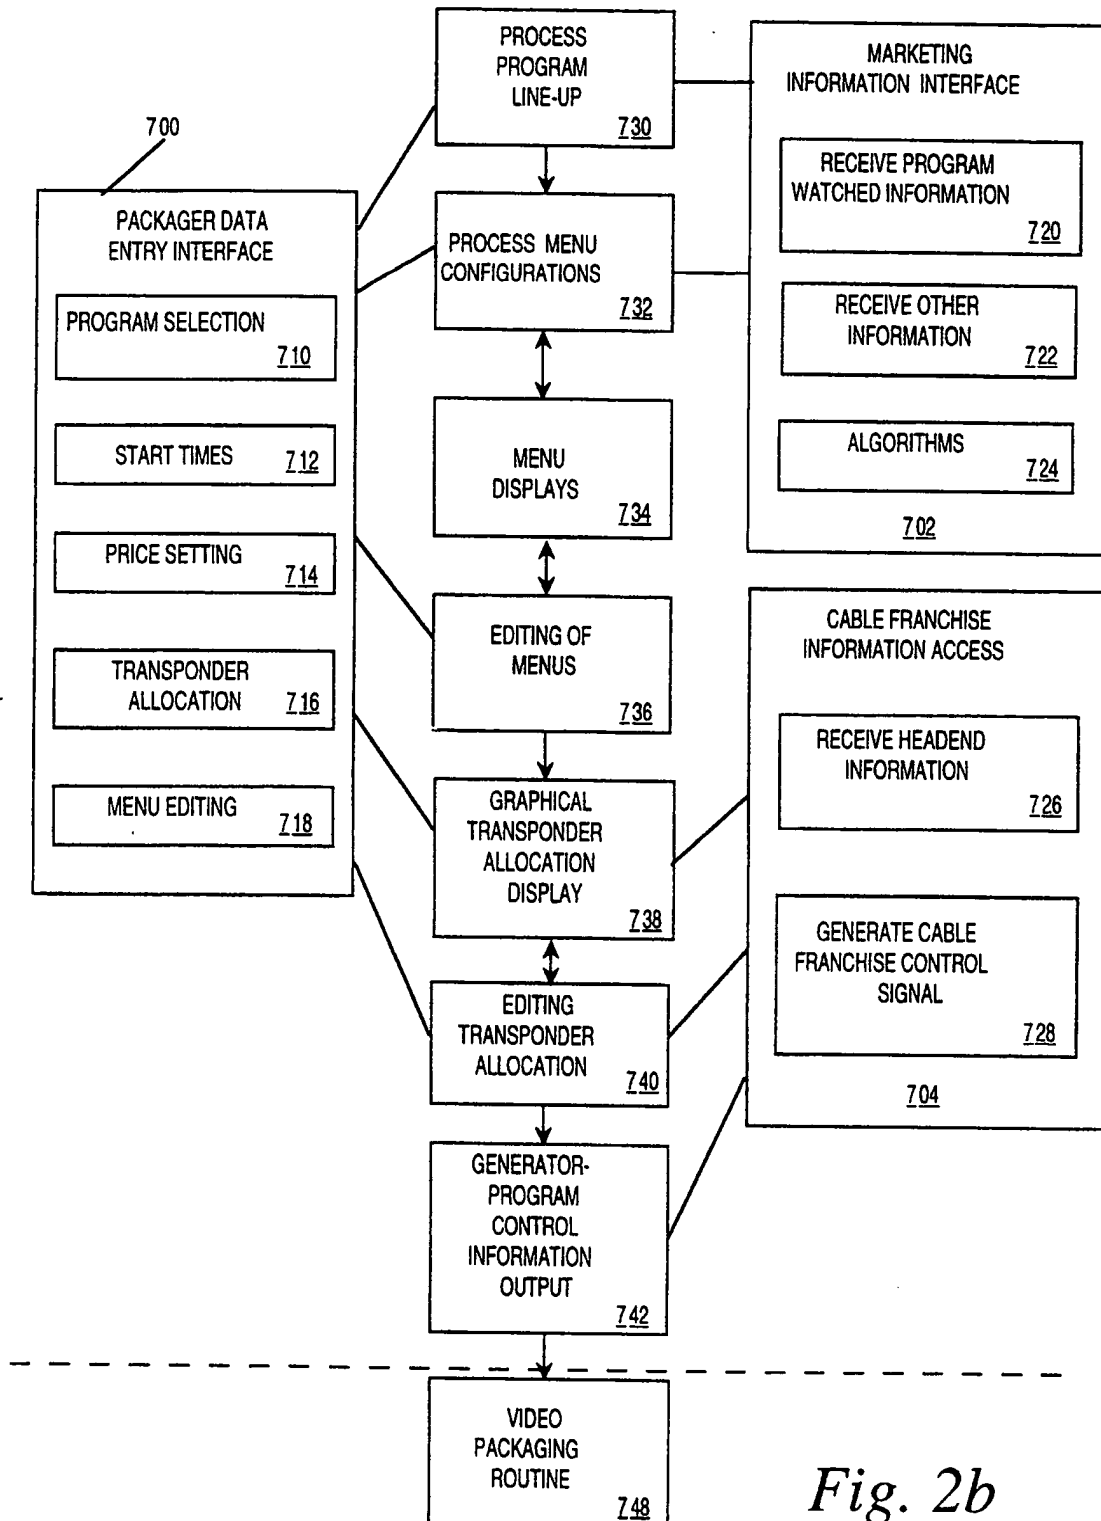 700
PACKAGER DATA
ENTRY INTERFACE
PROGRAM SELECTION
710
START TIMES 712
PRICE SETTING
714
TRANSPONDER
ALLOCATION 716
MENU EDITING
718
PROCESS
PROGRAM
LINE-UP
730
PROCESS MENU
CONFIGURATIONS
732
MENU
DISPLAYS
734
EDITING OF
MENUS
736
GRAPHICAL
TRANSPONDER
ALLOCATION
DISPLAY
738
EDITING
TRANSPONDER
ALLOCATION
740
GENERATOR-
PROGRAM
CONTROL
INFORMATION
OUTPUT
742
VIDEO
PACKAGING
ROUTINE
748
MARKETING
INFORMATION INTERFACE
RECEIVE PROGRAM
WATCHED INFORMATION
720
RECEIVE OTHER
INFORMATION
722
ALGORITHMS
724
702
CABLE FRANCHISE
INFORMATION ACCESS
RECEIVE HEADEND
INFORMATION
726
GENERATE CABLE
FRANCHISE CONTROL
SIGNAL
728
704
Fig. 2b